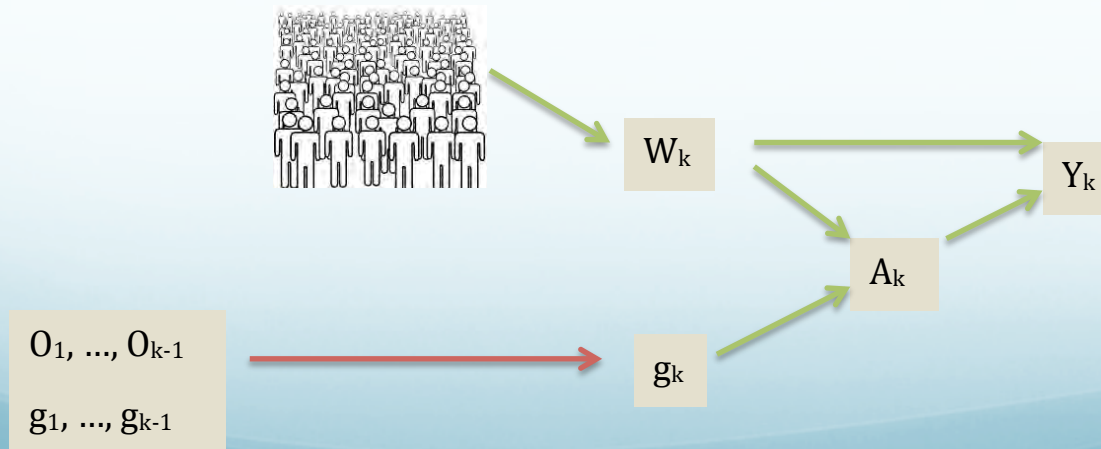 Wₖ
Yₖ
Aₖ
O₁, ..., Oₖ₋₁
gₖ
g₁, ..., gₖ₋₁